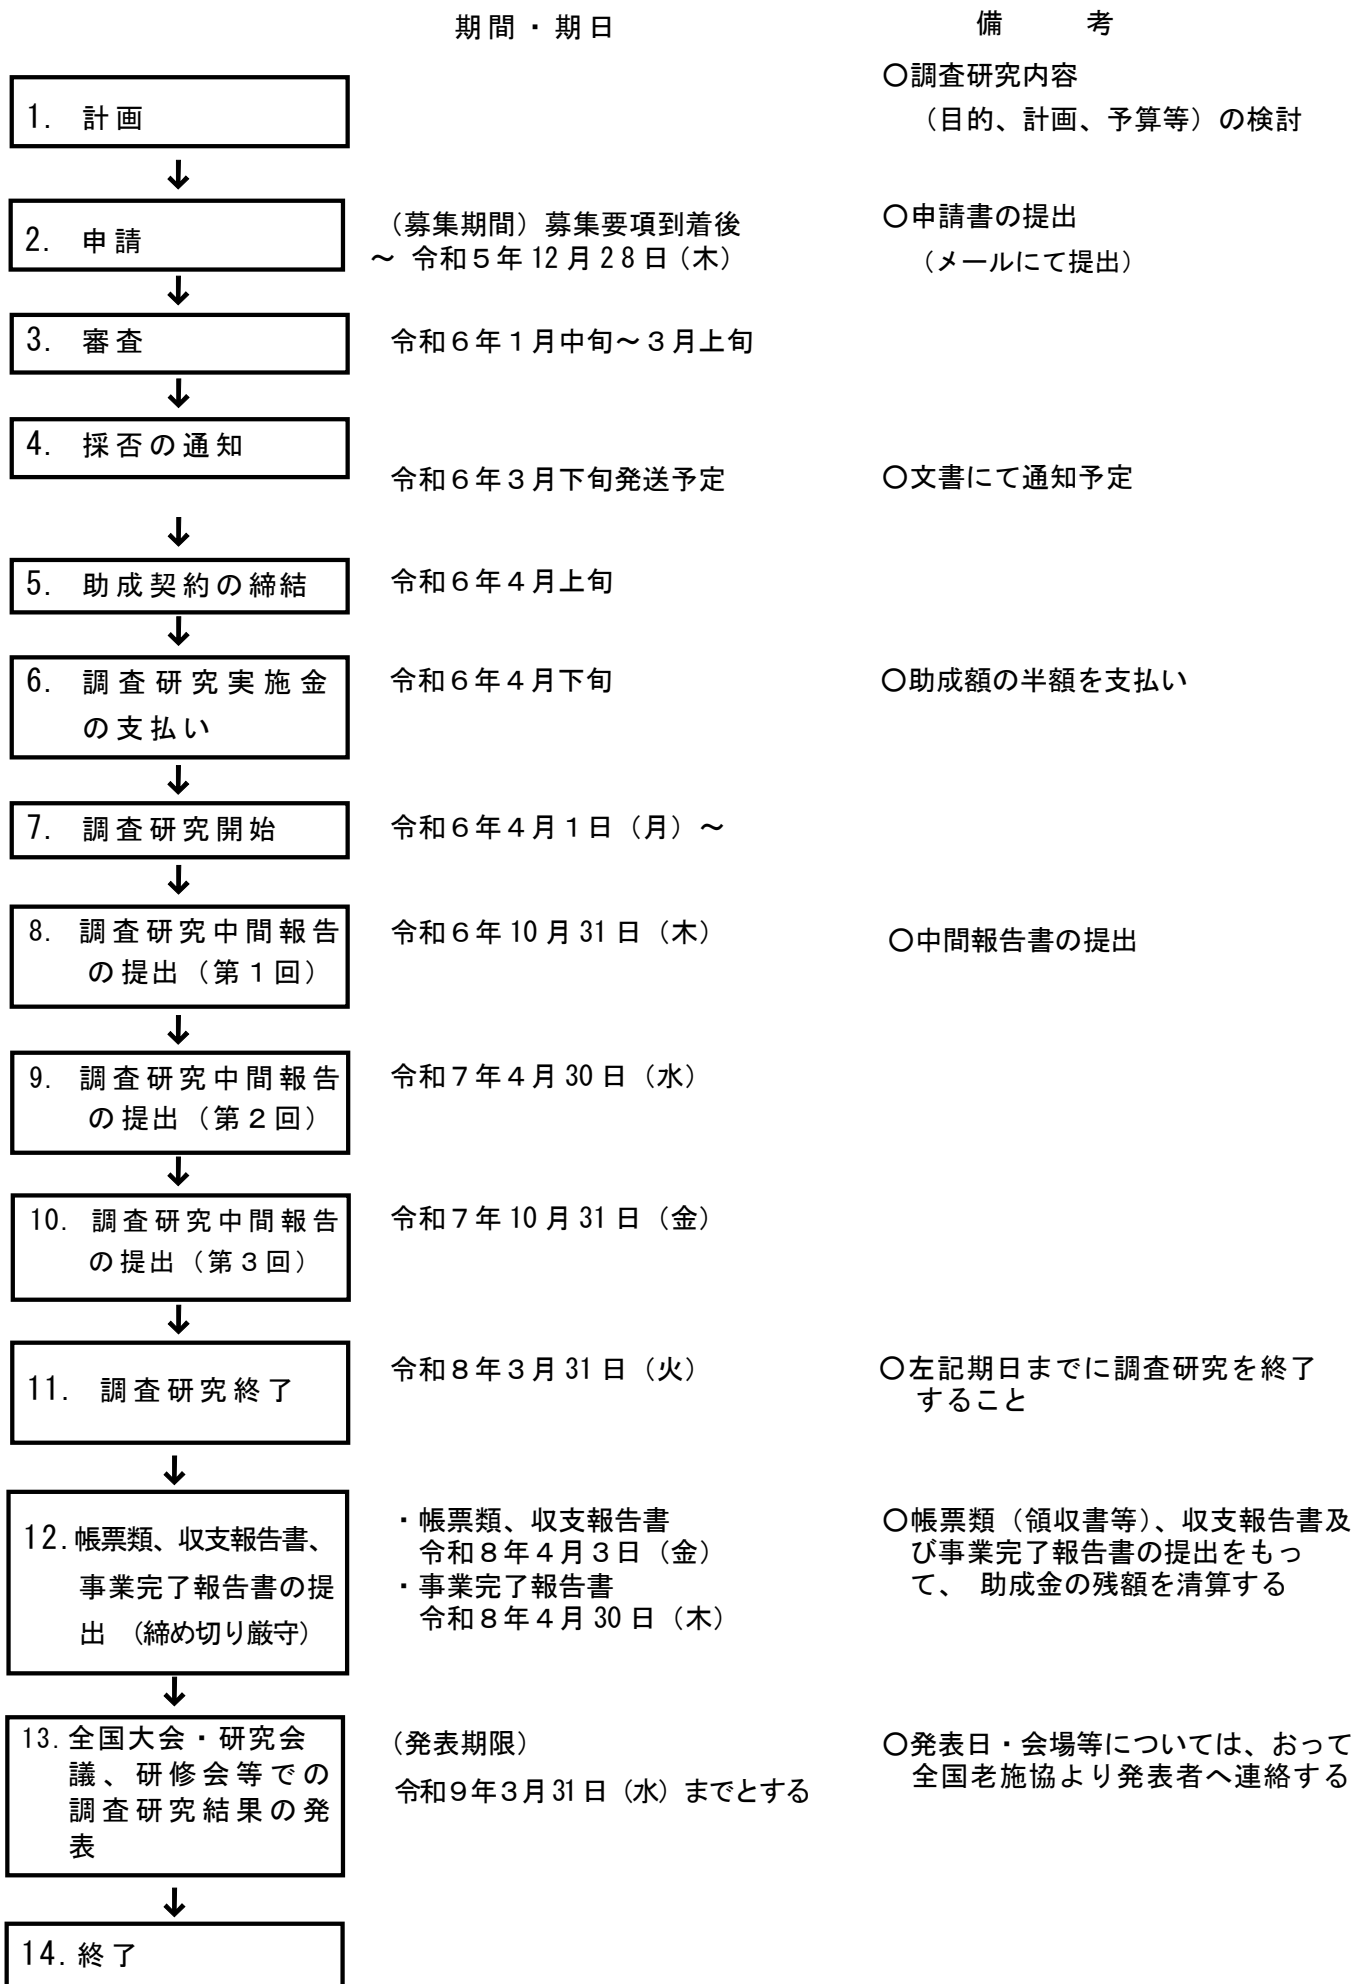 期間・期日
備　　考
1. 計画
〇調査研究内容
（目的、計画、予算等）の検討
↓
2. 申請
（募集期間）募集要項到着後
～ 令和５年12月28日（木）
〇申請書の提出
（メールにて提出）
↓
3. 審査
令和６年１月中旬～３月上旬
↓
4. 採否の通知
令和６年３月下旬発送予定
〇文書にて通知予定
↓
5. 助成契約の締結
令和６年４月上旬
↓
6. 調査研究実施金
の支払い
令和６年４月下旬
〇助成額の半額を支払い
↓
7. 調査研究開始
令和６年４月１日（月）～
↓
8. 調査研究中間報告
の提出（第１回）
令和６年10月31日（木）
〇中間報告書の提出
↓
9. 調査研究中間報告
の提出（第２回）
令和７年４月30日（水）
↓
10. 調査研究中間報告
の提出（第３回）
令和７年10月31日（金）
↓
11. 調査研究終了
令和８年３月31日（火）
〇左記期日までに調査研究を終了
すること
↓
12.帳票類、収支報告書、
事業完了報告書の提
出　（締め切り厳守）
・帳票類、収支報告書
令和８年４月３日（金）
・事業完了報告書
令和８年４月30日（木）
〇帳票類（領収書等）、収支報告書及
び事業完了報告書の提出をもっ
て、 助成金の残額を清算する
↓
13.全国大会・研究会
議、研修会等での
調査研究結果の発
表
（発表期限）
令和９年３月31日（水）までとする
〇発表日・会場等については、おって
全国老施協より発表者へ連絡する
↓
14.終了